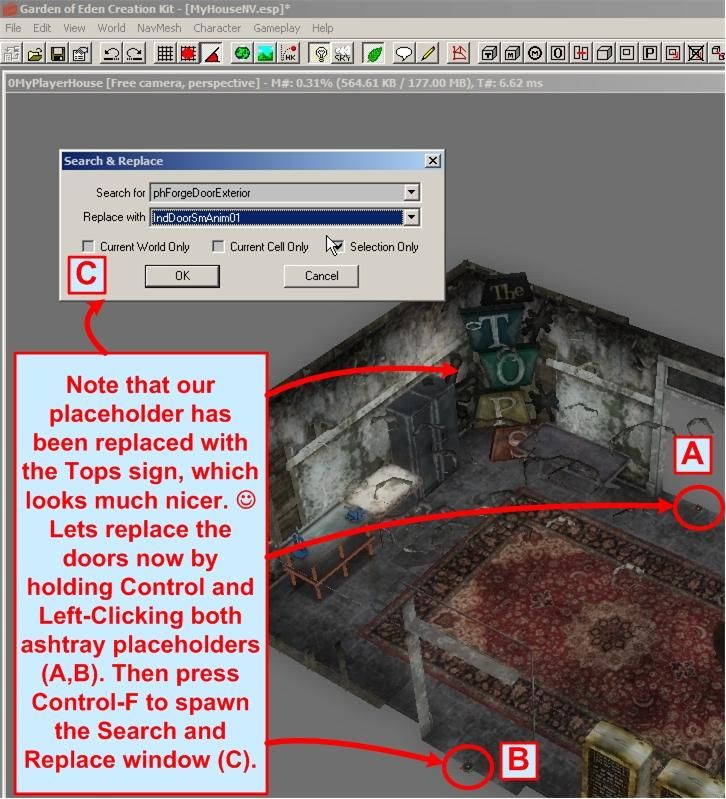 Garden of Eden Creation Kit - [MyHouseNV.esp]*
File Edit View World NavMesh Character Gameplay Help
0MyPlayerHouse [Free camera, perspective] - M#: 0.31% (564.61 KB / 177.00 MB), T#: 6.62 ms
Search & Replace
Search for phForgeDoorExterior
Replace with IndDoorSmAnim01
Current World Only Current Cell Only Selection Only
OK Cancel
C
The
T
O
P
S
Note that our
placeholder has
been replaced with
the Tops sign, which
looks much nicer. ☺
Lets replace the
doors now by
holding Control and
Left-Clicking both
ashtray placeholders
(A,B). Then press
Control-F to spawn
the Search and
Replace window (C).
A
B